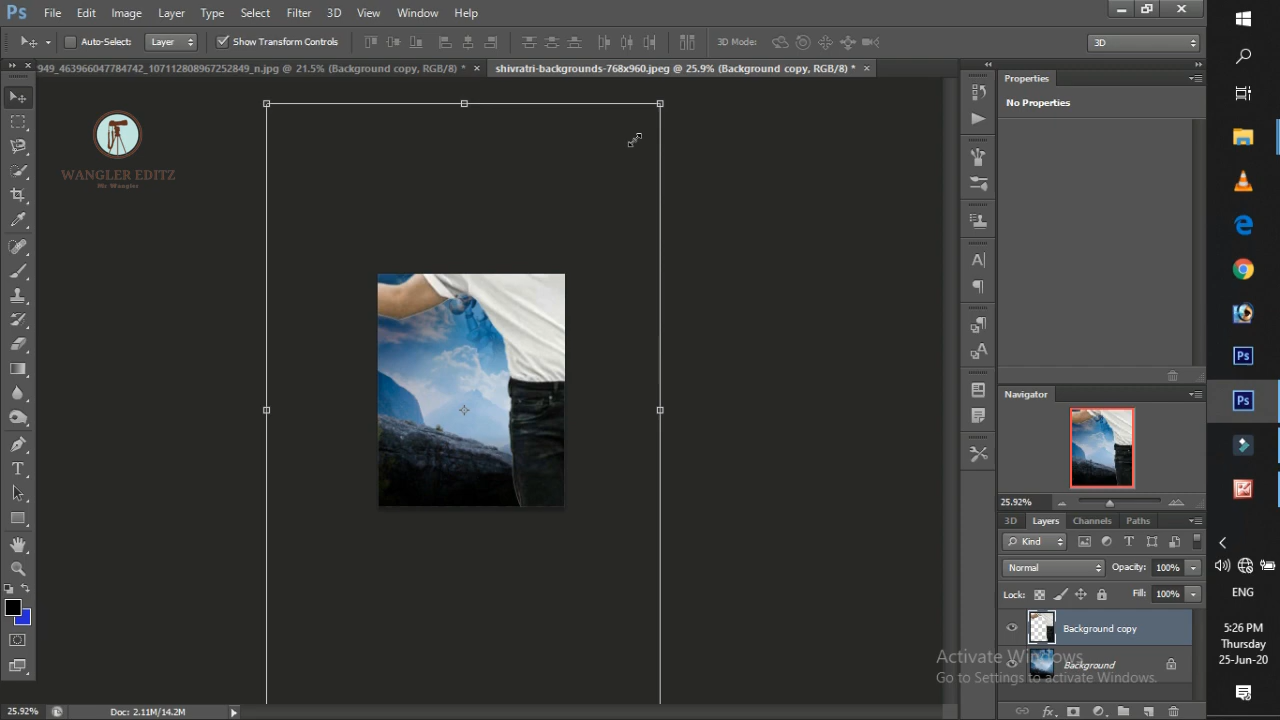 Ps File Edit Image Layer Type Select Filter 3D View Window Help
Auto-Select: Layer Show Transform Controls 3D Mode: 3D
949_463966047784742_107112808967252849_n.jpg @ 21.5% (Background copy, RGB/8) * × shivratri-backgrounds-768x960.jpeg @ 25.9% (Background copy, RGB/8) * ×
Properties
No Properties
WANGLER EDITZ
Mr Wangler
Navigator
25.92%
3D Layers Channels Paths
Kind
Normal Opacity: 100%
Lock: Fill: 100%
Background copy
Background
Activate Windows
Go to Settings to activate Windows.
25.92% Doc: 2.11M/14.2M
Ps
Ps
ENG
5:26 PM
Thursday
25-Jun-20